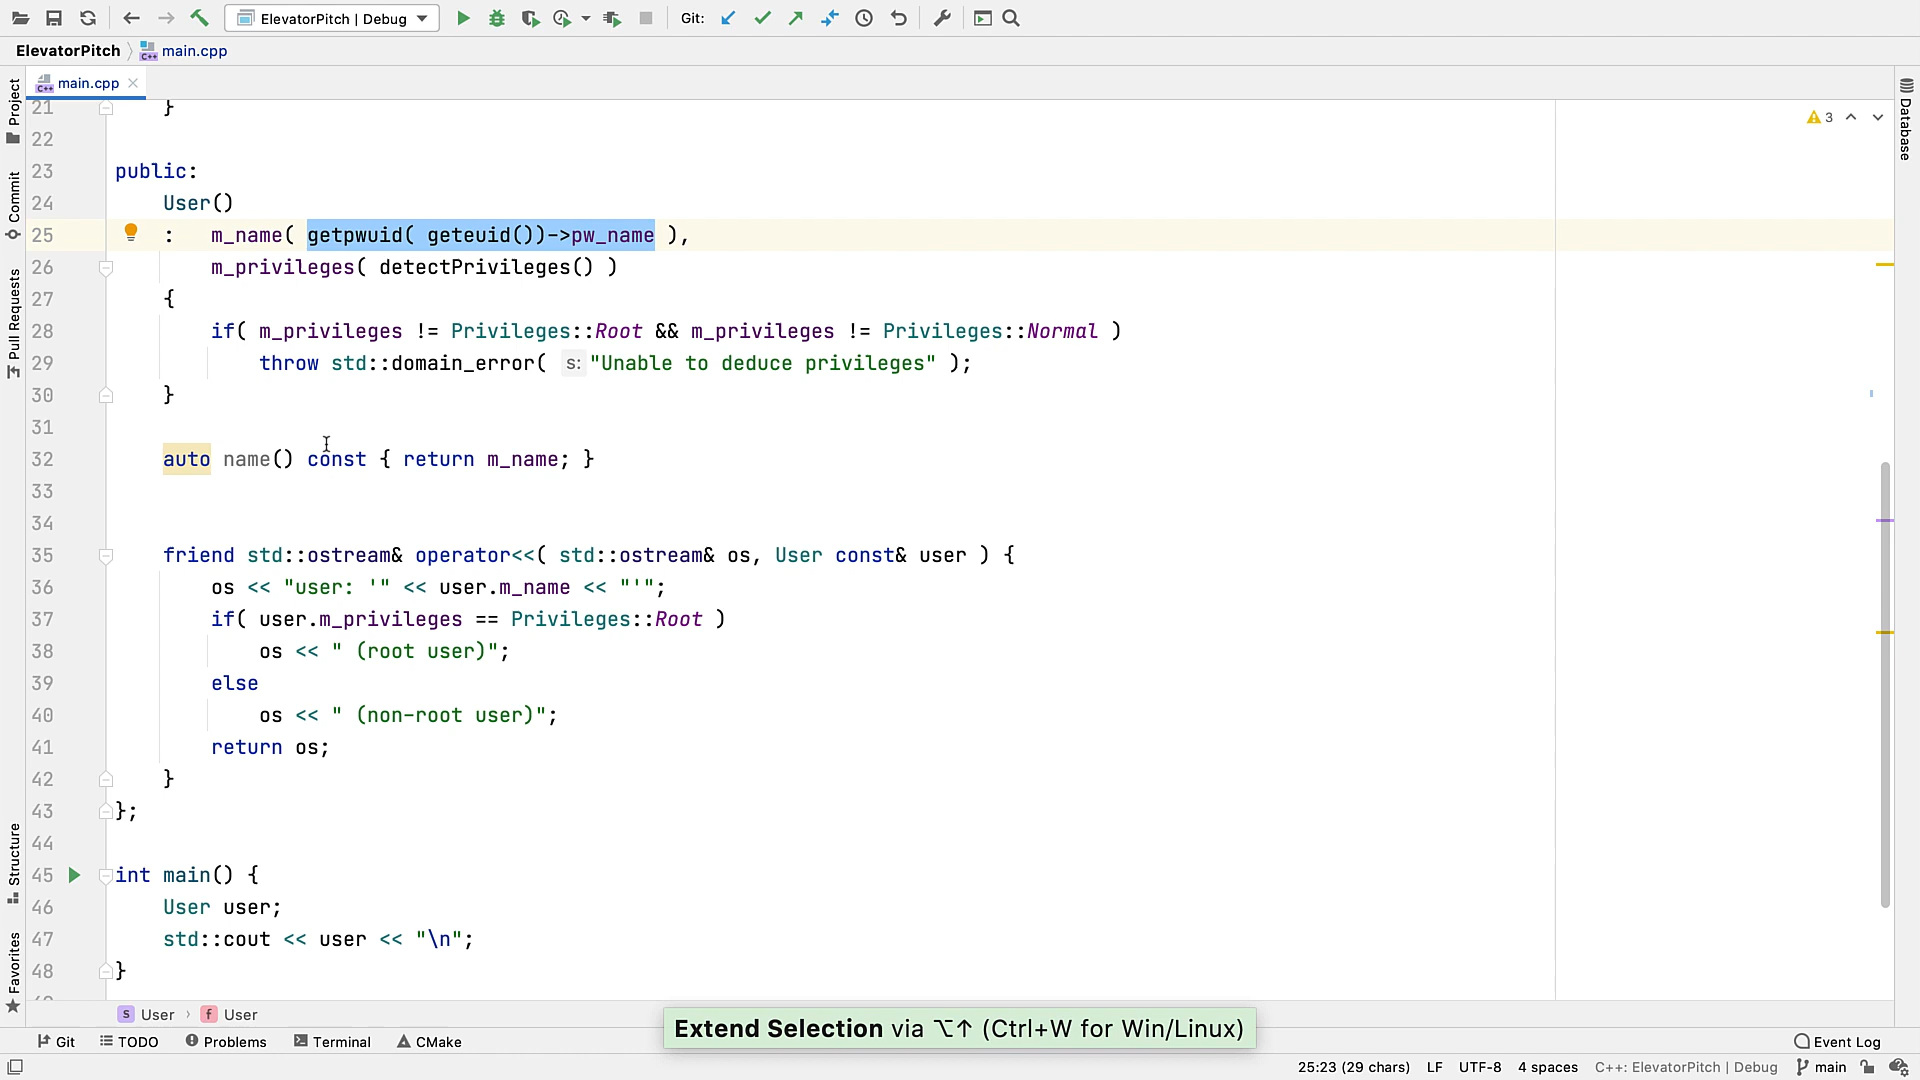 ElevatorPitch | Debug
Git:
ElevatorPitch
main.cpp
main.cpp
3
Project
Commit
Pull Requests
Structure
Favorites
Database
21 }
22
23 public:
24 User()
25 : m_name( getpwuid( geteuid())->pw_name ),
26 m_privileges( detectPrivileges() )
27 {
28 if( m_privileges != Privileges::Root && m_privileges != Privileges::Normal )
29 throw std::domain_error( s: "Unable to deduce privileges" );
30 }
31
32 auto name() const { return m_name; }
33
34
35 friend std::ostream& operator<<( std::ostream& os, User const& user ) {
36 os << "user: '" << user.m_name << "'";
37 if( user.m_privileges == Privileges::Root )
38 os << " (root user)";
39 else
40 os << " (non-root user)";
41 return os;
42 }
43 };
44
45 int main() {
46 User user;
47 std::cout << user << "\n";
48 }
S User › f User
Extend Selection via ⌥↑ (Ctrl+W for Win/Linux)
Git TODO Problems Terminal CMake
Event Log
25:23 (29 chars) LF UTF-8 4 spaces C++: ElevatorPitch | Debug main